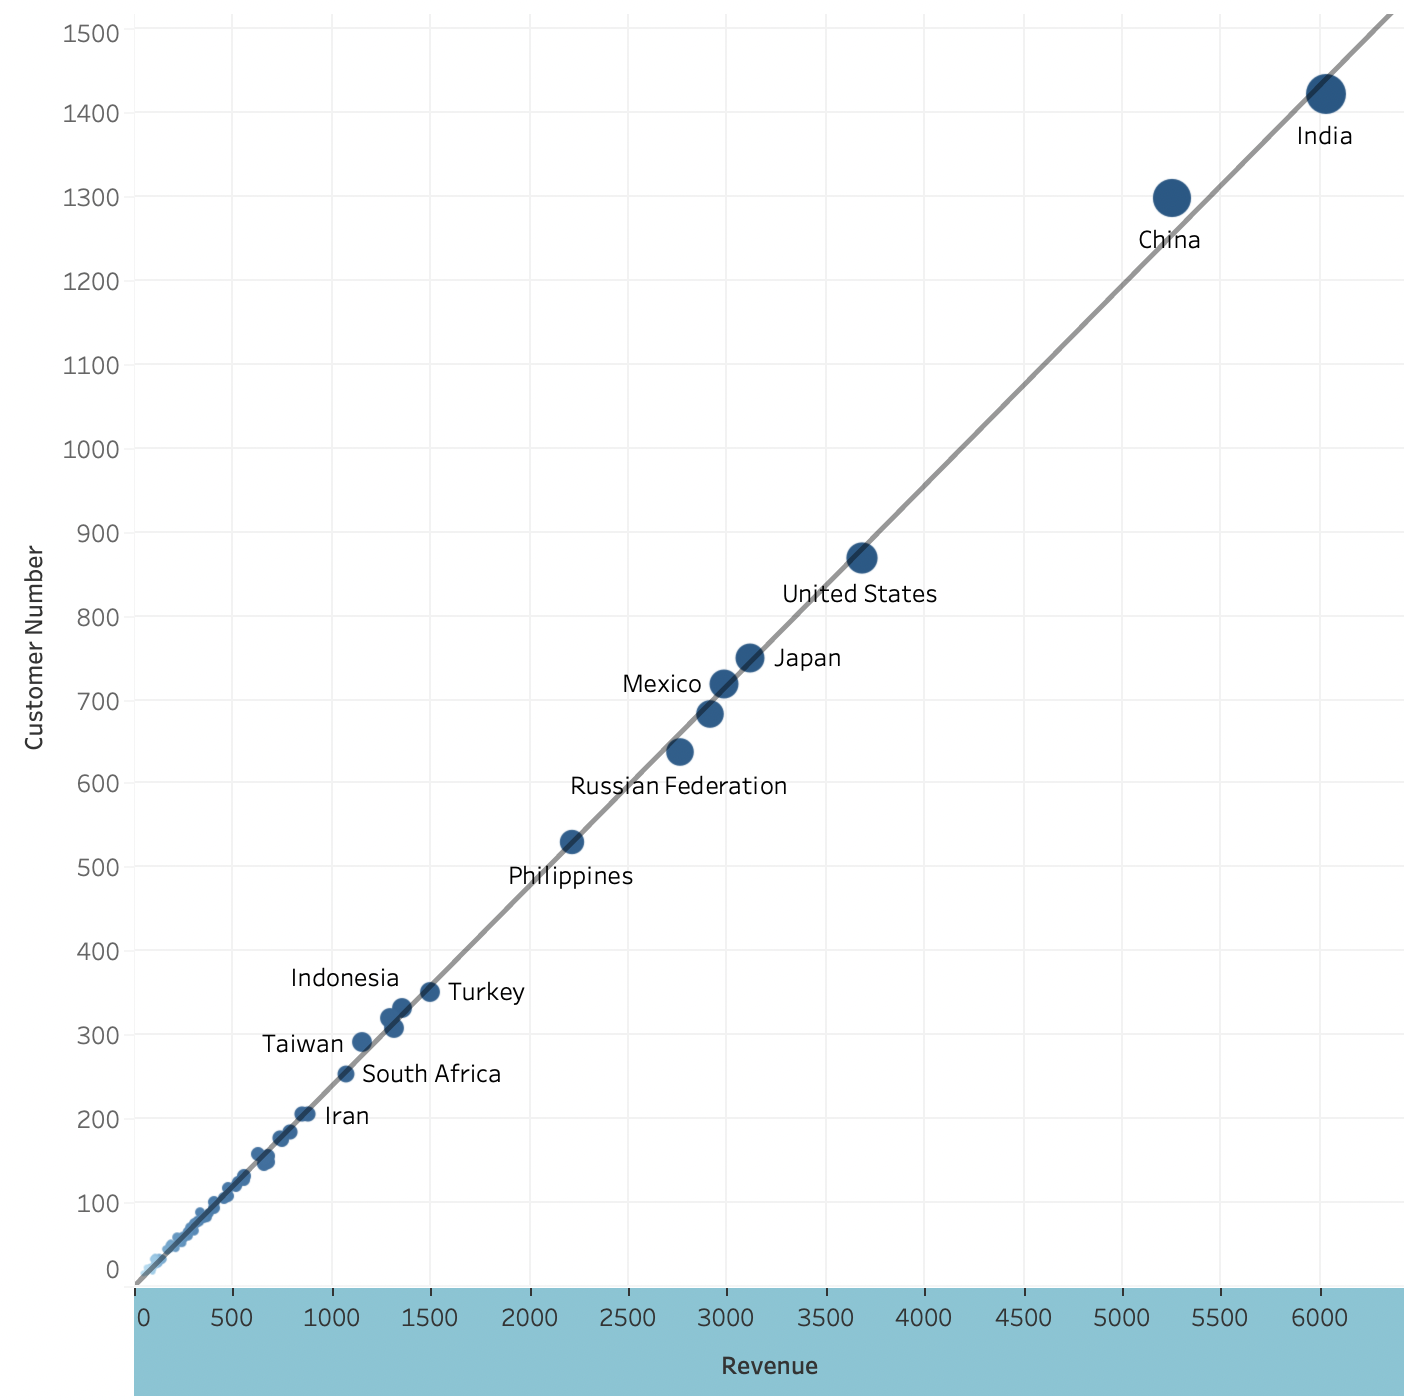 1500
1400
India
1300
China
1200
1100
1000
900
United States
800
Japan
Mexico
700
Russian Federation
600
Philippines
500
400
Indonesia
Turkey
Taiwan
300
South Africa
Iran
200
100
0
Customer Number
0 500 1000 1500 2000 2500 3000 3500 4000 4500 5000 5500 6000
Revenue